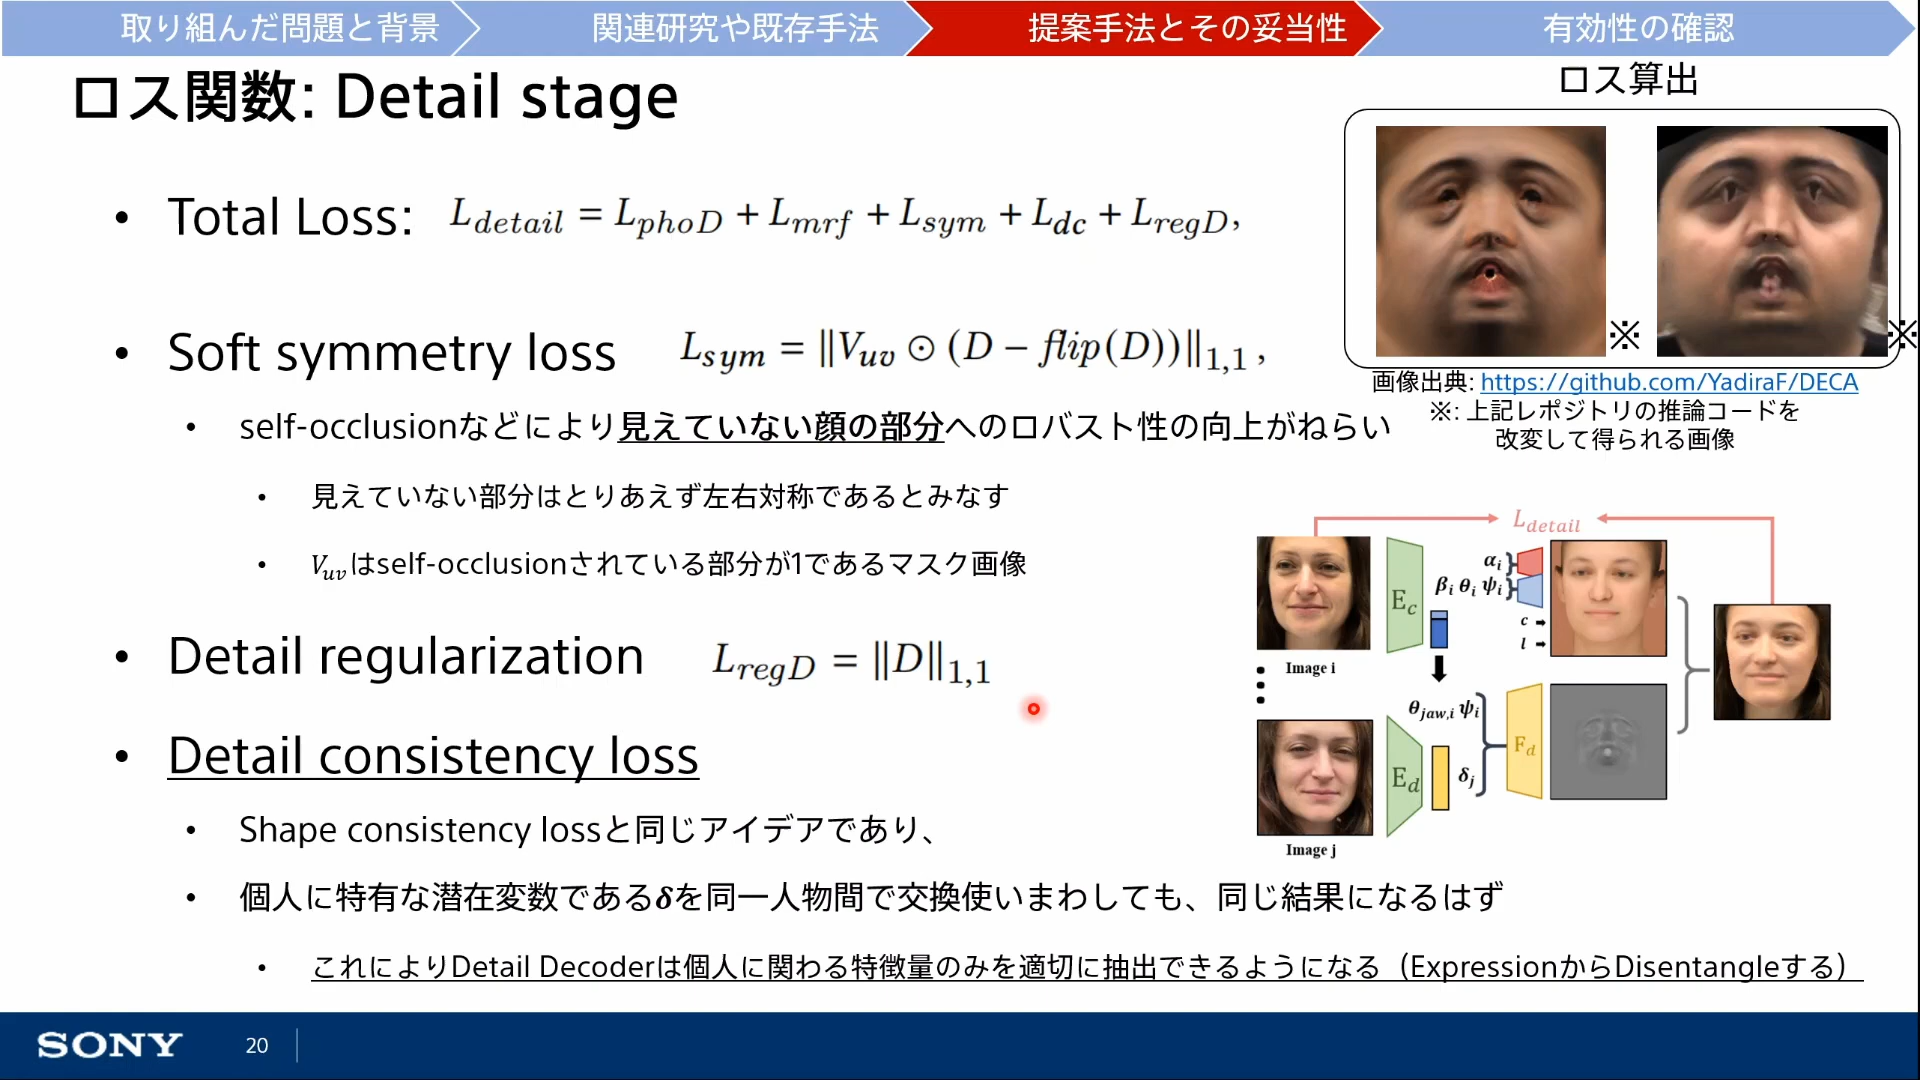 取り組んだ問題と背景 関連研究や既存手法 提案手法とその妥当性 有効性の確認
ロス関数: Detail stage
ロス算出
• Total Loss: L_detail = L_phoD + L_mrf + L_sym + L_dc + L_regD,
• Soft symmetry loss L_sym = ‖V_uv ⊙ (D − flip(D))‖_1,1 ,
※ ※
画像出典: https://github.com/YadiraF/DECA
※: 上記レポジトリの推論コードを
改変して得られる画像
• self-occlusionなどにより見えていない顔の部分へのロバスト性の向上がねらい
• 見えていない部分はとりあえず左右対称であるとみなす
• V_uvはself-occlusionされている部分が1であるマスク画像
• Detail regularization L_regD = ‖D‖_1,1
• Detail consistency loss
• Shape consistency lossと同じアイデアであり、
• 個人に特有な潜在変数であるδを同一人物間で交換使いまわしても、同じ結果になるはず
• これによりDetail Decoderは個人に関わる特徴量のみを適切に抽出できるようになる（ExpressionからDisentangleする）
L_detail
E_c
α_i
β_i θ_i ψ_i
c
l
Image i
θ_jaw,i ψ_i
E_d
δ_j
F_d
Image j
SONY 20